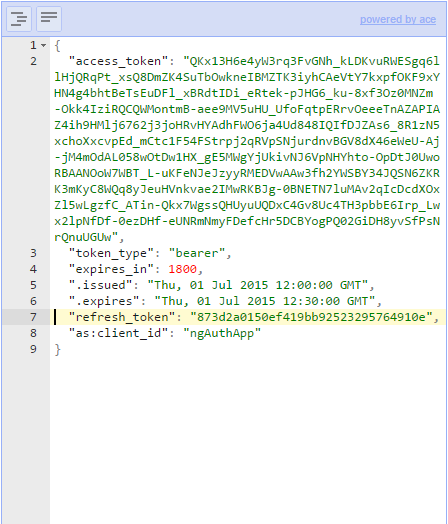 powered by ace
1 {
2 "access_token": "QKx13H6e4yW3rq3FvGNh_kLDKvuRWESgq6l
lHjQRqPt_xsQ8DmZK4SuTbOwkneIBMZTK3iyhCAeVtY7kxpfOKF9xY
HN4g4bhtBeTsEuDFl_xBRdtIDi_eRtek-pJHG6_ku-8xf3Oz0MNZm
-Okk4IziRQCQWMontmB-aee9MV5uHU_UfoFqtpERrvOeeeTnAZAPIA
Z4ih9HMlj6762j3joHRvHYAdhFWO6ja4Ud848IQIfDJZAs6_8R1zN5
xchoXxcvpEd_mCtc1F54FStrpj2qRVpSNjurdnvBGV8dX46eWeU-Aj
-jM4mOdAL058wOtDw1HX_gE5MWgYjUkivNJ6VpNHYhto-OpDtJ0Uwo
RBAANOoW7WBT_L-uKFeNJeJzyyRMEDVwAAw3fh2YWSBY34JQSN6ZKR
K3mKyC8WQq8yJeuHVnkvae2IMwRKBJg-0BNETN7luMAv2qIcDcdXOx
Zl5wLgzfC_ATin-Qkx7WgssQHUyuUQDxC4Gv8Uc4TH3pbbE6Irp_Lw
x2lpNfDf-0ezDHf-eUNRmNmyFDefcHr5DCBYogPQ02GiDH8yvSfPsN
rQnuUGUw",
3 "token_type": "bearer",
4 "expires_in": 1800,
5 ".issued": "Thu, 01 Jul 2015 12:00:00 GMT",
6 ".expires": "Thu, 01 Jul 2015 12:30:00 GMT",
7 "refresh_token": "873d2a0150ef419bb92523295764910e",
8 "as:client_id": "ngAuthApp"
9 }